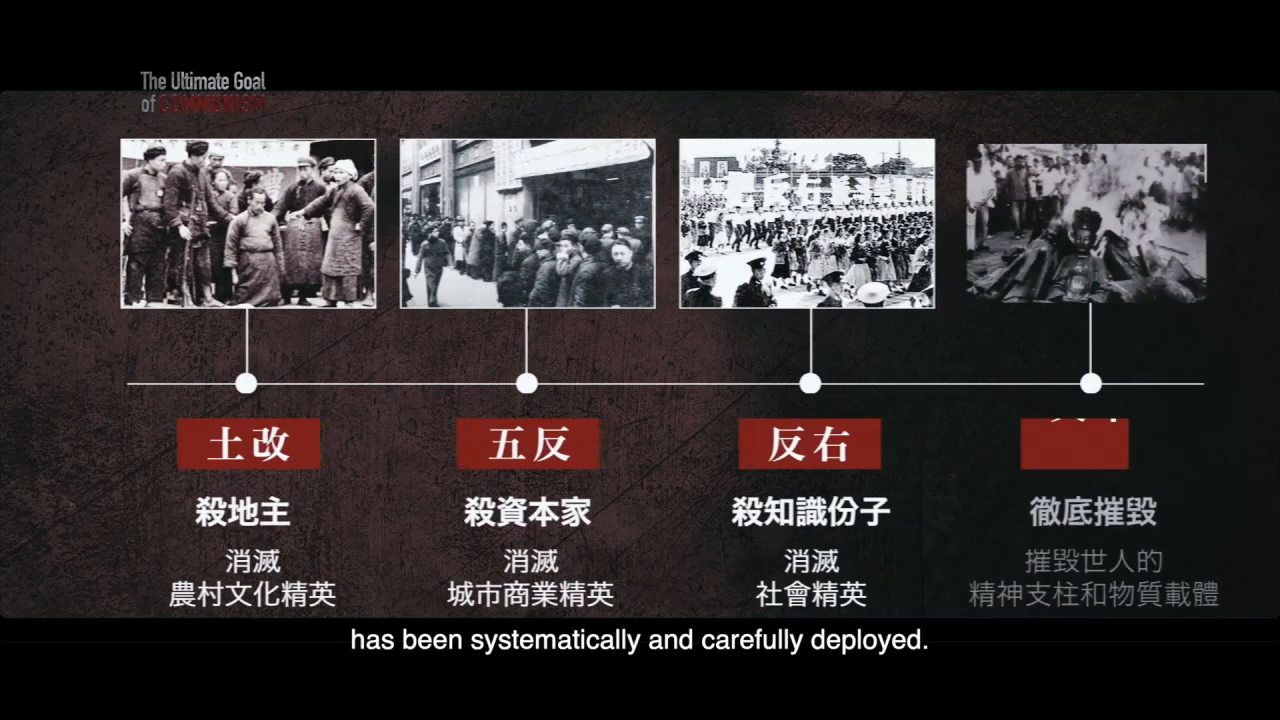 The Ultimate Goal
of COMMUNISM
土改
五反
反右
殺地主
殺資本家
殺知識份子
徹底摧毀
消滅
農村文化精英
消滅
城市商業精英
消滅
社會精英
摧毀世人的
精神支柱和物質載體
has been systematically and carefully deployed.